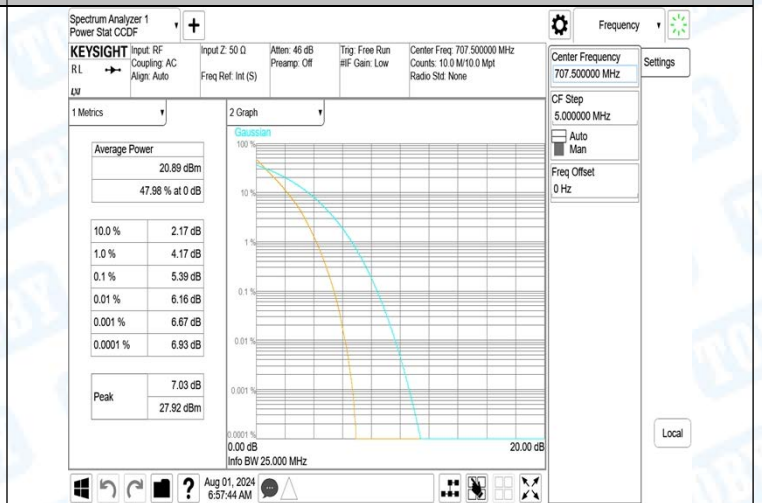 Spectrum Analyzer 1
Power Stat CCDF
Frequency
KEYSIGHT
RL
Input: RF
Coupling: AC
Align: Auto
Input Z: 50 Ω
Freq Ref: Int (S)
Atten: 46 dB
Preamp: Off
Trig: Free Run
#IF Gain: Low
Center Freq: 707.500000 MHz
Counts: 10.0 M/10.0 Mpt
Radio Std: None
Center Frequency
707.500000 MHz
Settings
CF Step
5.000000 MHz
Auto
Man
Freq Offset
0 Hz
1 Metrics
Average Power
20.89 dBm
47.98 % at 0 dB
10.0 % 2.17 dB
1.0 % 4.17 dB
0.1 % 5.39 dB
0.01 % 6.16 dB
0.001 % 6.67 dB
0.0001 % 6.93 dB
Peak 7.03 dB
27.92 dBm
2 Graph
Gaussian
100 %
10 %
1 %
0.1 %
0.01 %
0.001 %
0.0001 %
0.00 dB 20.00 dB
Info BW 25.000 MHz
Local
Aug 01, 2024
6:57:44 AM
?
TOBY